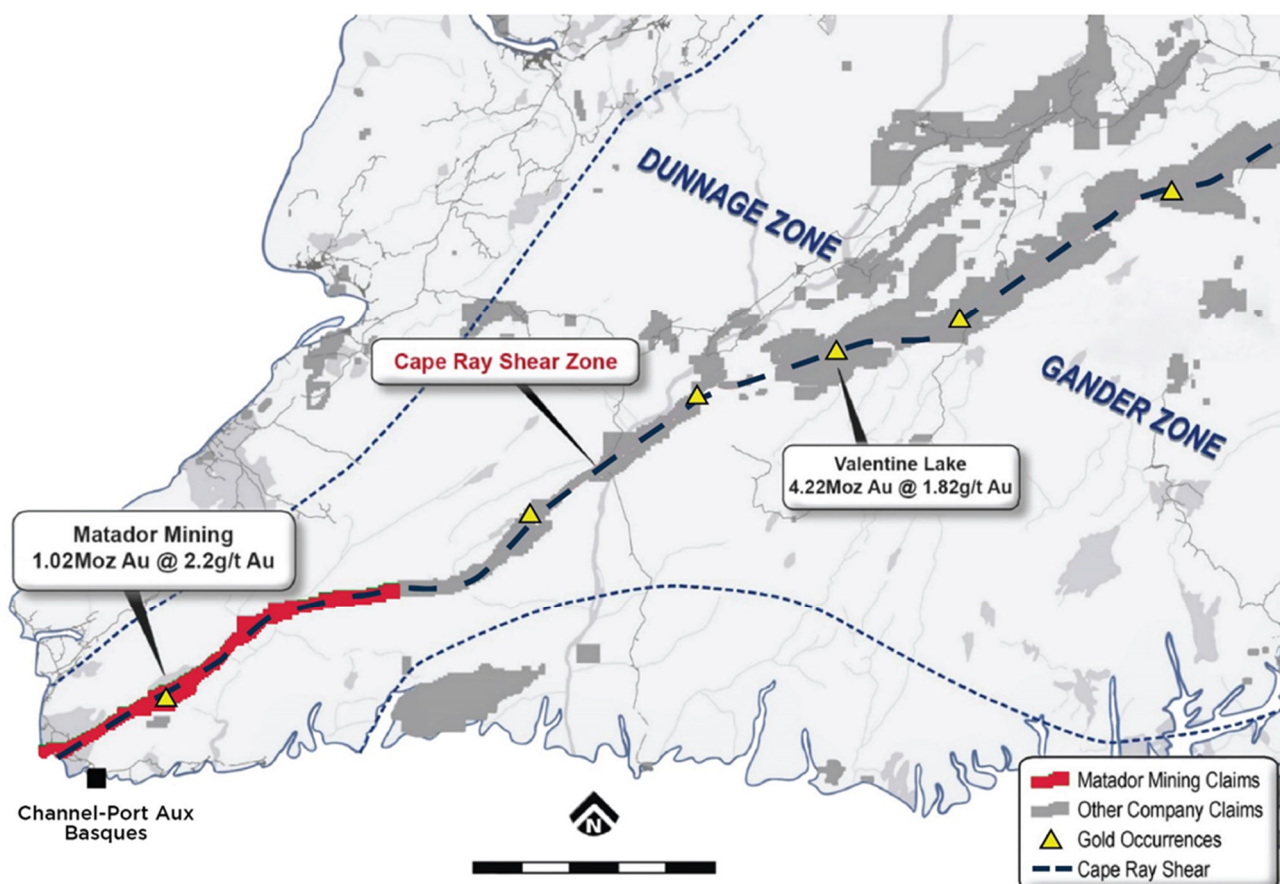 DUNNAGE ZONE
Cape Ray Shear Zone
GANDER ZONE
Valentine Lake
4.22Moz Au @ 1.82g/t Au
Matador Mining
1.02Moz Au @ 2.2g/t Au
Channel-Port Aux
Basques
N
Matador Mining Claims
Other Company Claims
Gold Occurrences
Cape Ray Shear